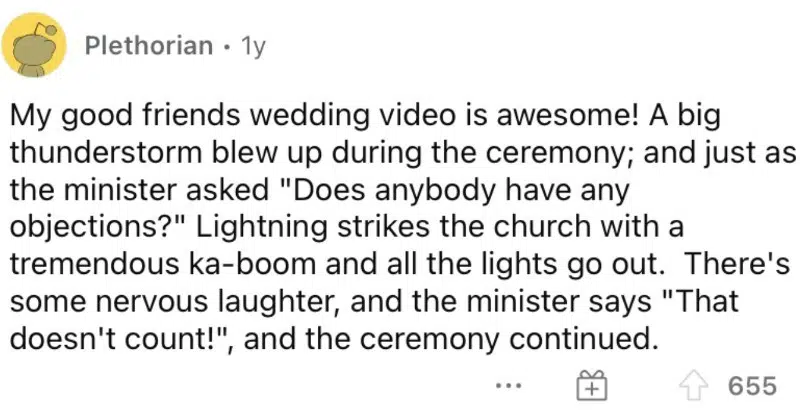 Plethorian · 1y
My good friends wedding video is awesome! A big
thunderstorm blew up during the ceremony; and just as
the minister asked "Does anybody have any
objections?" Lightning strikes the church with a
tremendous ka-boom and all the lights go out.  There's
some nervous laughter, and the minister says "That
doesn't count!", and the ceremony continued.
... 655